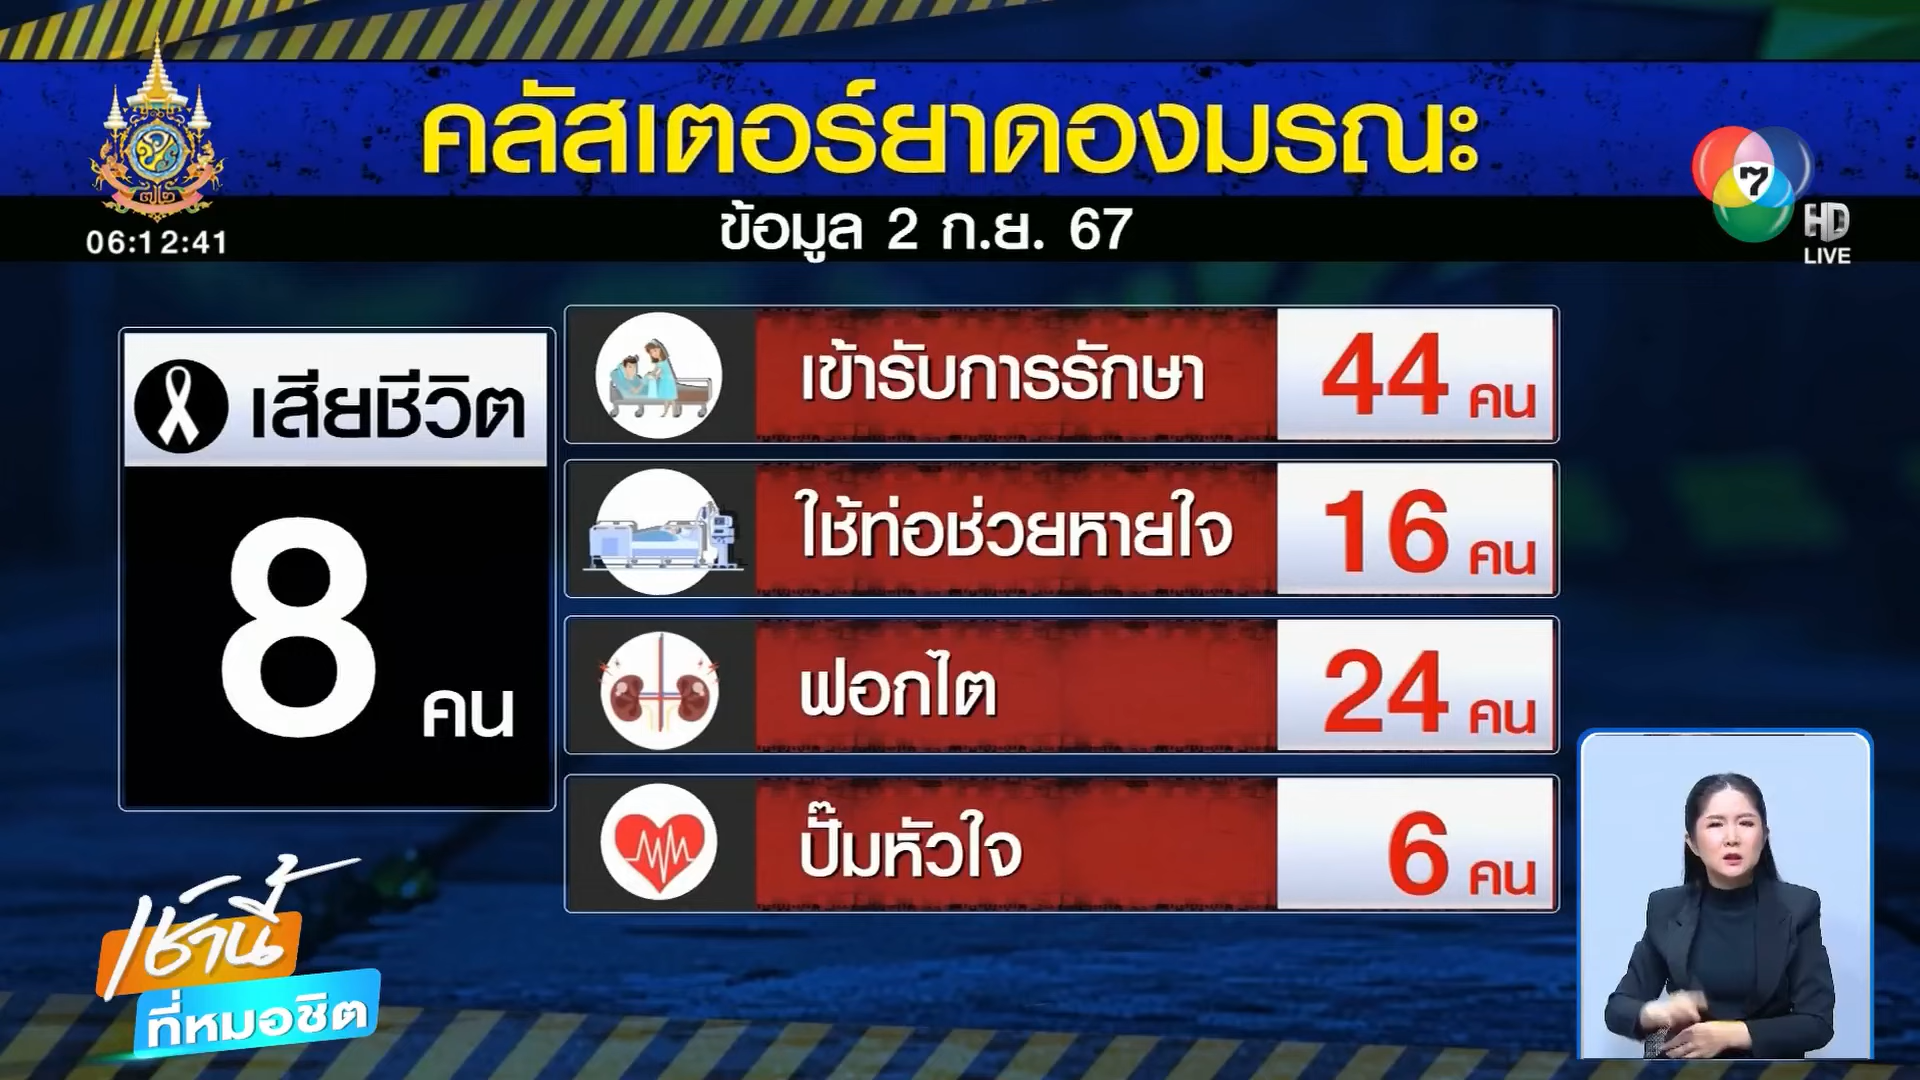 คลัสเตอร์ยาดองมรณะ
ข้อมูล 2 ก.ย. 67
06:12:41
7
HD
LIVE
เสียชีวิต
8 คน
เข้ารับการรักษา 44 คน
ใช้ท่อช่วยหายใจ 16 คน
ฟอกไต 24 คน
ปั๊มหัวใจ 6 คน
เช้านี้
ที่หมอชิต